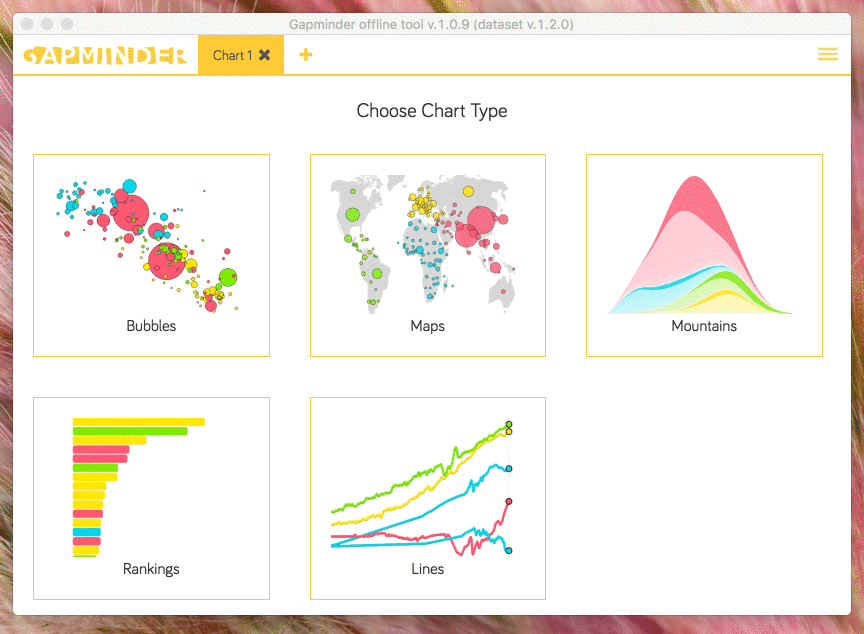 Gapminder offline tool v.1.0.9 (dataset v.1.2.0)
GAPMINDER
Chart 1
Choose Chart Type
Bubbles
Maps
Mountains
Rankings
Lines